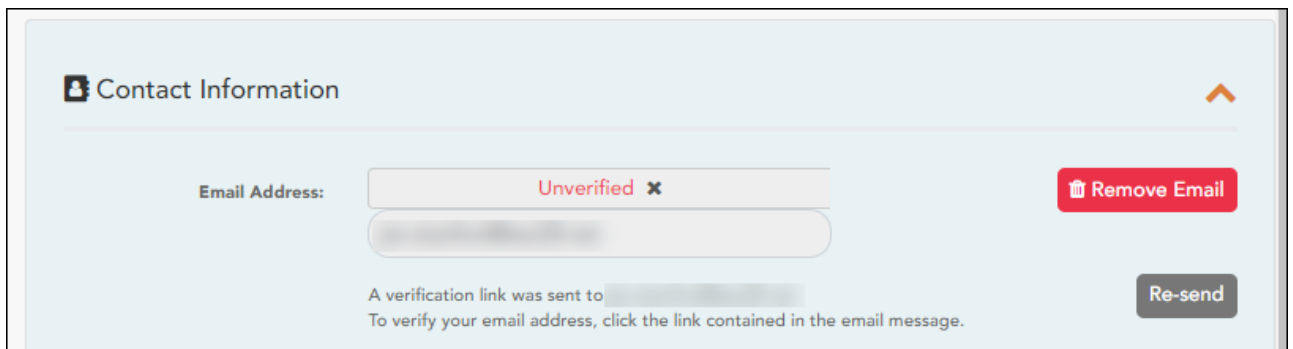 Contact Information
Email Address:
Unverified ✖
Remove Email
A verification link was sent to
Re-send
To verify your email address, click the link contained in the email message.